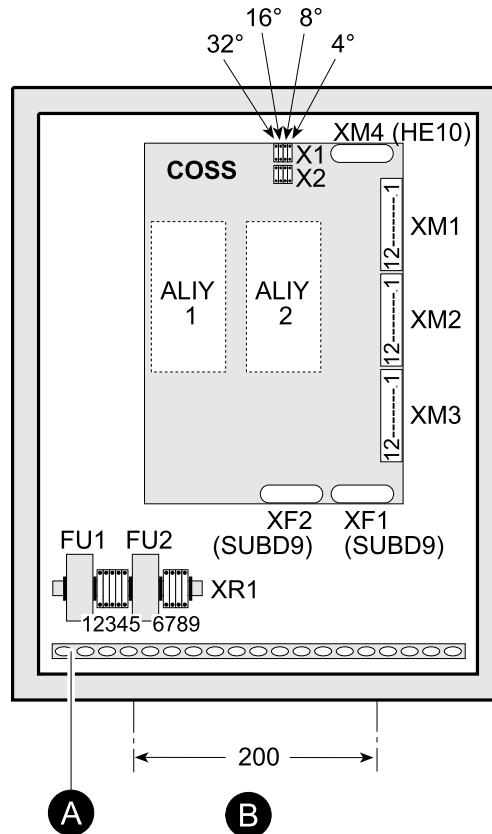 16° 8°
32° 4°
XM4 (HE10)
COSS
X1
X2
1
12
XM1
ALIY
1
ALIY
2
1
12
XM2
1
12
XM3
XF2
(SUBD9)
XF1
(SUBD9)
FU1 FU2
XR1
12345 6789
200
A B